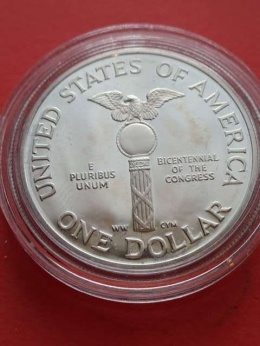 UNITED STATES OF AMERICA
E
PLURIBUS
UNUM
BICENTENNIAL
OF THE
CONGRESS
WW CYM
ONE DOLLAR